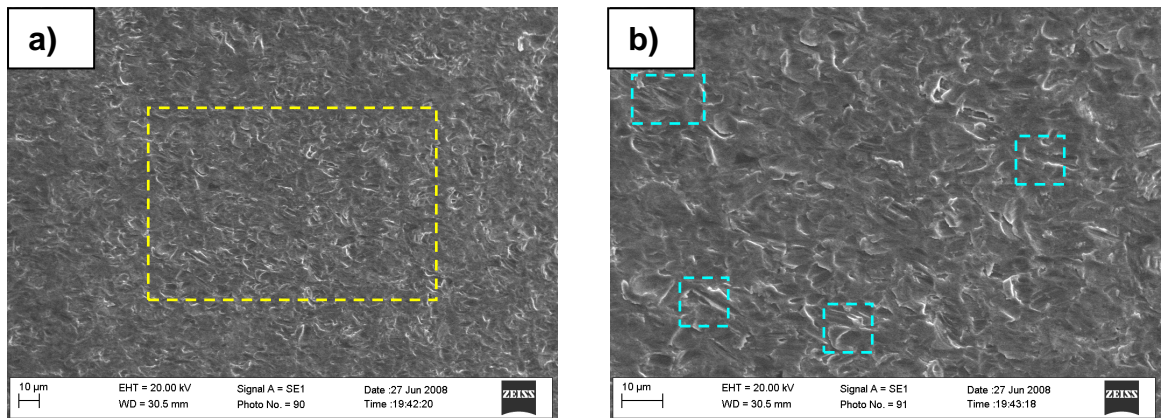 a)
10 µm
EHT = 20.00 kV
WD = 30.5 mm
Signal A = SE1
Photo No. = 90
Date :27 Jun 2008
Time :19:42:20
ZEISS
b)
10 µm
EHT = 20.00 kV
WD = 30.5 mm
Signal A = SE1
Photo No. = 91
Date :27 Jun 2008
Time :19:43:18
ZEISS